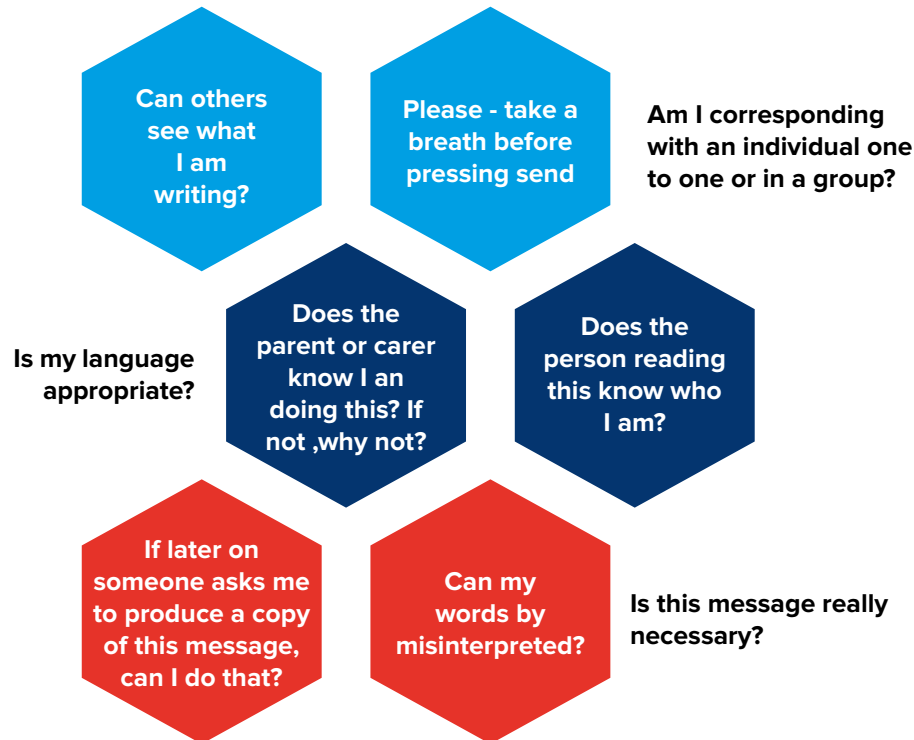 Can others
see what
I am
writing?
Please - take a
breath before
pressing send
Am I corresponding
with an individual one
to one or in a group?
Is my language
appropriate?
Does the
parent or carer
know I an
doing this? If
not ,why not?
Does the
person reading
this know who
I am?
If later on
someone asks me
to produce a copy
of this message,
can I do that?
Can my
words by
misinterpreted?
Is this message really
necessary?